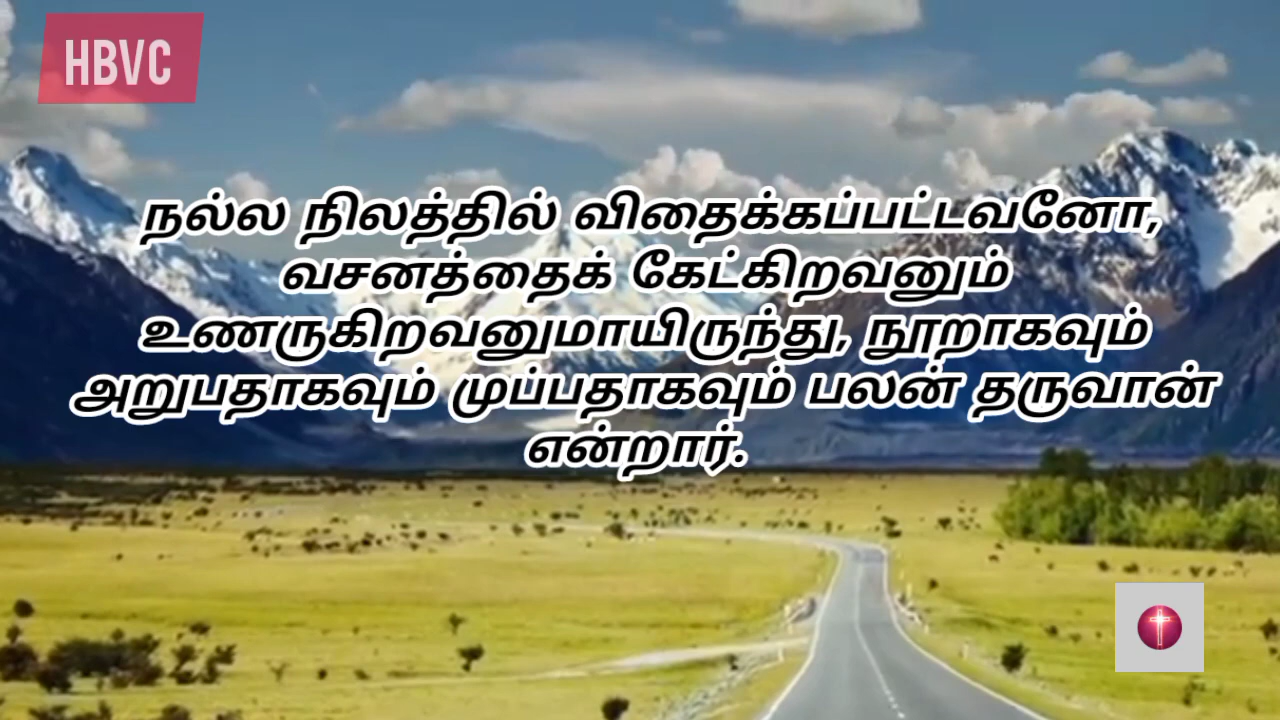 HBVC
நல்ல நிலத்தில் விதைக்கப்பட்டவனோ,
வசனத்தைக் கேட்கிறவனும்
உணருகிறவனுமாயிருந்து, நூறாகவும்
அறுபதாகவும் முப்பதாகவும் பலன் தருவான்
என்றார்.